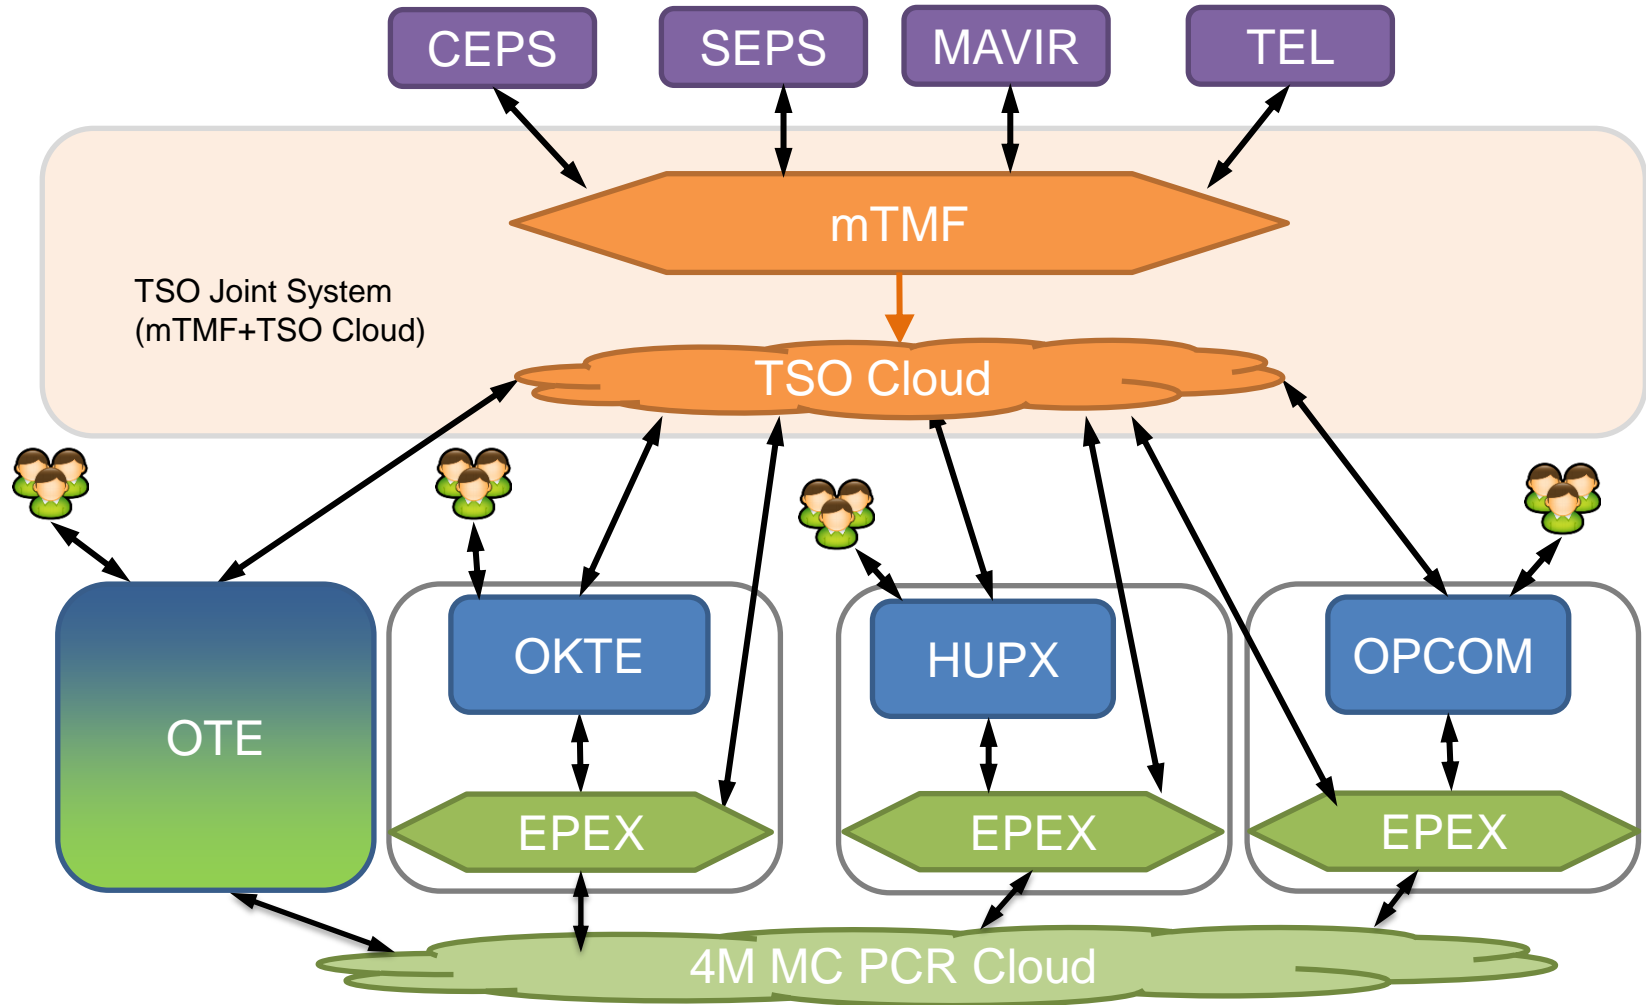 CEPS
SEPS
MAVIR
TEL
mTMF
TSO Joint System
(mTMF+TSO Cloud)
TSO Cloud
OKTE
HUPX
OPCOM
OTE
EPEX
EPEX
EPEX
4M MC PCR Cloud